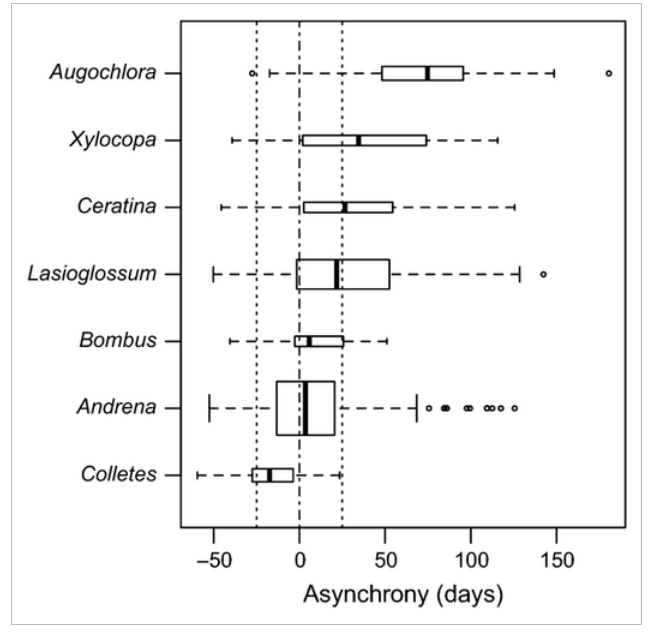 Augochlora
Xylocopa
Ceratina
Lasioglossum
Bombus
Andrena
Colletes
–50 0 50 100 150
Asynchrony (days)